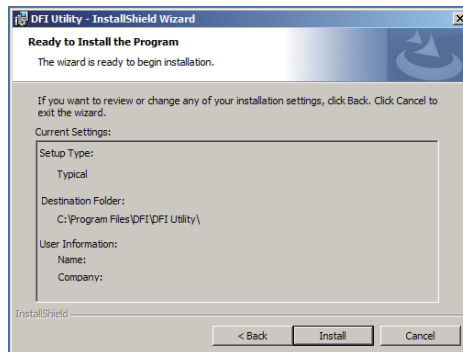 DFI Utility - InstallShield Wizard
Ready to Install the Program
The wizard is ready to begin installation.
If you want to review or change any of your installation settings, click Back. Click Cancel to
exit the wizard.
Current Settings:
Setup Type:
Typical
Destination Folder:
C:\Program Files\DFI\DFI Utility\
User Information:
Name:
Company:
InstallShield
< Back Install Cancel